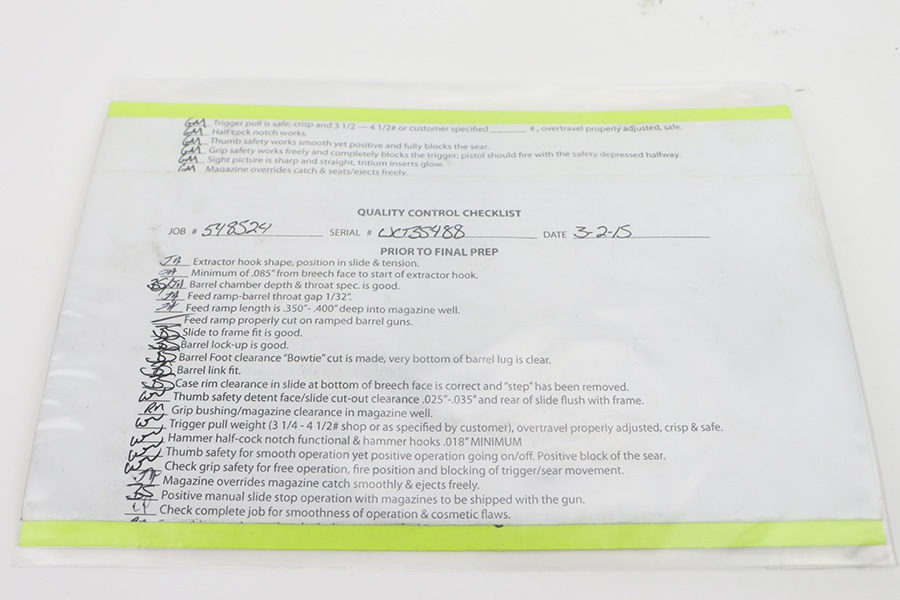 GM Trigger pull is safe, crisp and 3 1/2 — 4 1/2# or customer specified ______ #, overtravel properly adjusted, safe.
GM Half cock notch works.
GM Thumb safety works smooth yet positive and fully blocks the sear.
GM Grip safety works freely and completely blocks the trigger; pistol should fire with the safety depressed halfway.
GM Sight picture is sharp and straight, tritium inserts glow.
GM Magazine overrides catch & seats/ejects freely.
QUALITY CONTROL CHECKLIST
JOB # 548524 SERIAL # WCT35488 DATE 3-2-15
PRIOR TO FINAL PREP
JA Extractor hook shape, position in slide & tension.
JA Minimum of .085" from breech face to start of extractor hook.
BS/JA Barrel chamber depth & throat spec. is good.
JA Feed ramp-barrel throat gap 1/32".
JA Feed ramp length is .350"- .400" deep into magazine well.
Feed ramp properly cut on ramped barrel guns.
Slide to frame fit is good.
Barrel lock-up is good.
Barrel Foot clearance "Bowtie" cut is made, very bottom of barrel lug is clear.
Barrel link fit.
Case rim clearance in slide at bottom of breech face is correct and "step" has been removed.
Thumb safety detent face/slide cut-out clearance .025"-.035" and rear of slide flush with frame.
Grip bushing/magazine clearance in magazine well.
Trigger pull weight (3 1/4 - 4 1/2# shop or as specified by customer), overtravel properly adjusted, crisp & safe.
Hammer half-cock notch functional & hammer hooks .018" MINIMUM
Thumb safety for smooth operation yet positive operation going on/off. Positive block of the sear.
Check grip safety for free operation, fire position and blocking of trigger/sear movement.
Magazine overrides magazine catch smoothly & ejects freely.
BS Positive manual slide stop operation with magazines to be shipped with the gun.
Check complete job for smoothness of operation & cosmetic flaws.